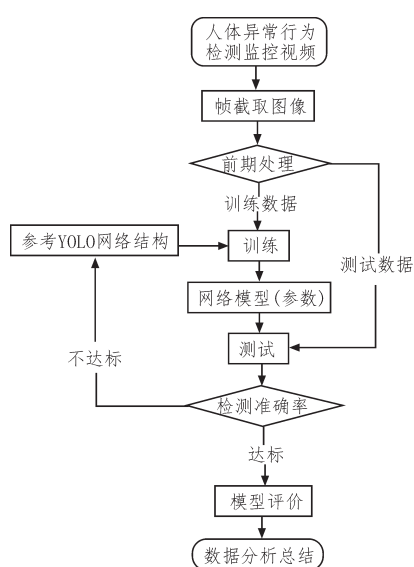 人体异常行为
检测监控视频
帧截取图像
前期处理
训练数据
参考YOLO网络结构
训练
测试数据
网络模型(参数)
测试
不达标
检测准确率
达标
模型评价
数据分析总结